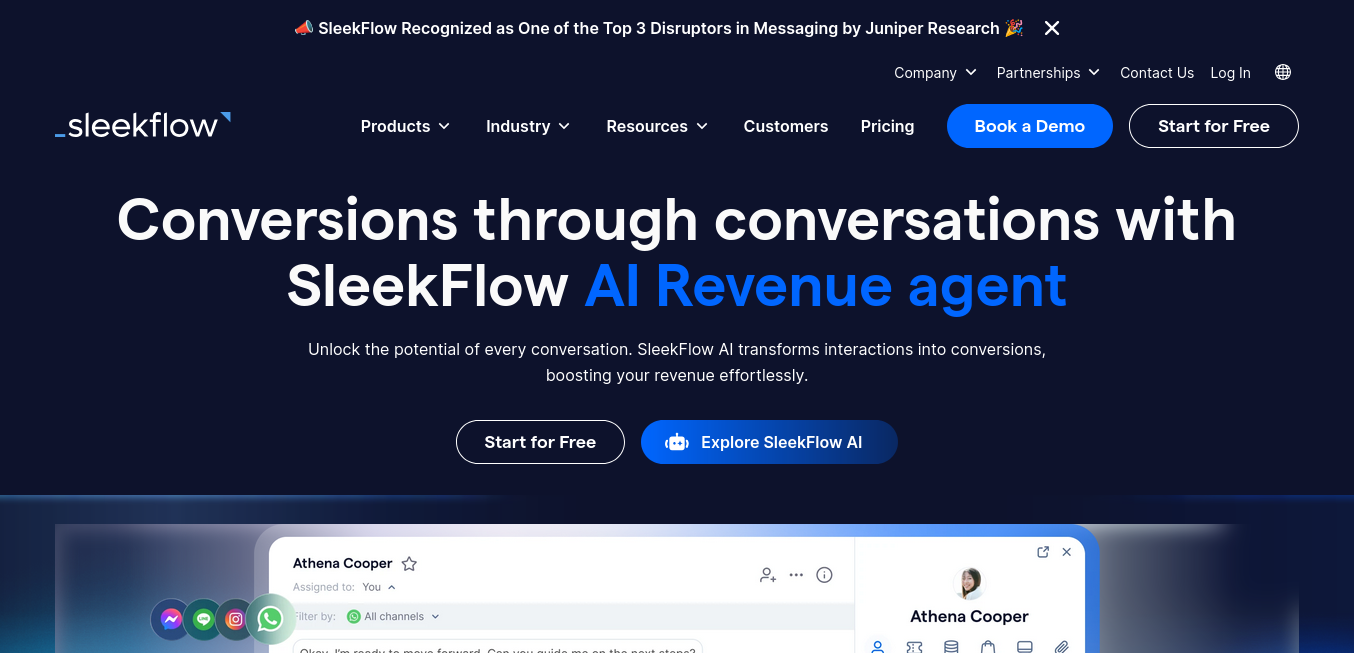 📣 SleekFlow Recognized as One of the Top 3 Disruptors in Messaging by Juniper Research 🎉
Company Partnerships Contact Us Log In
sleekflow
Products Industry Resources Customers Pricing Book a Demo Start for Free
Conversions through conversations with
SleekFlow AI Revenue agent
Unlock the potential of every conversation. SleekFlow AI transforms interactions into conversions,
boosting your revenue effortlessly.
Start for Free Explore SleekFlow AI
Athena Cooper
Assigned to: You
Filter by: All channels
Athena Cooper
Okay, I'm ready to move forward. Can you guide me on the next steps?